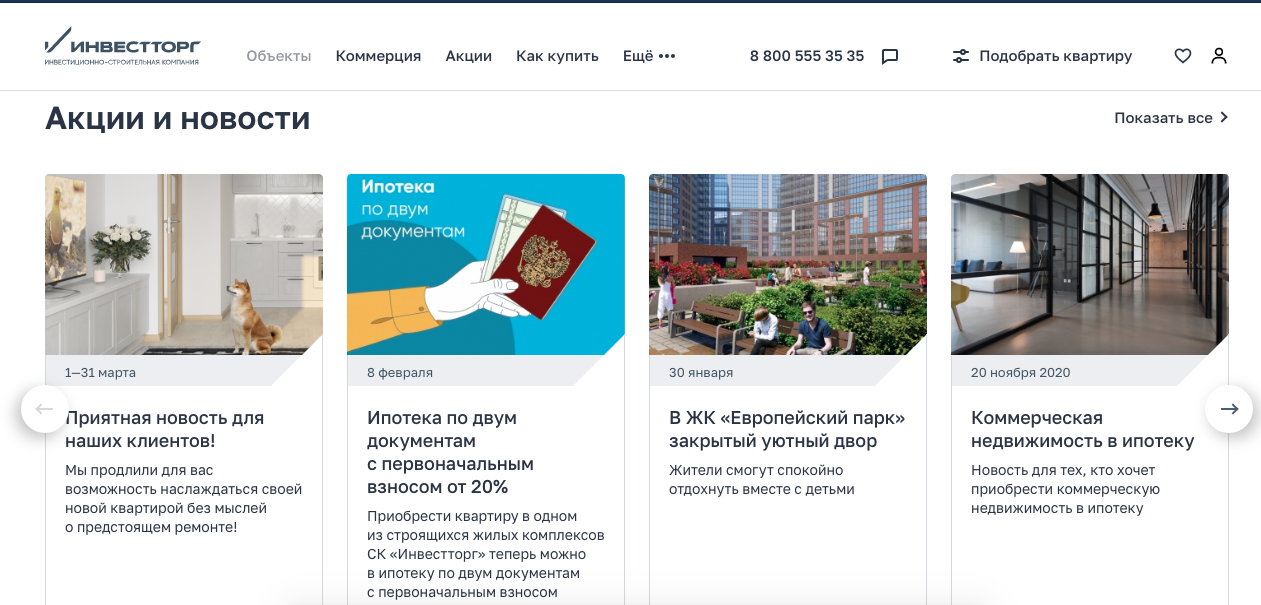 ИНВЕСТТОРГ
ИНВЕСТИЦИОННО-СТРОИТЕЛЬНАЯ КОМПАНИЯ
Объекты
Коммерция
Акции
Как купить
Ещё •••
8 800 555 35 35
Подобрать квартиру
Акции и новости
Показать все
1—31 марта
Приятная новость для
наших клиентов!
Мы продлили для вас
возможность наслаждаться своей
новой квартирой без мыслей
о предстоящем ремонте!
Ипотека
по двум
документам
8 февраля
Ипотека по двум
документам
с первоначальным
взносом от 20%
Приобрести квартиру в одном
из строящихся жилых комплексов
СК «Инвестторг» теперь можно
в ипотеку по двум документам
с первоначальным взносом
30 января
В ЖК «Европейский парк»
закрытый уютный двор
Жители смогут спокойно
отдохнуть вместе с детьми
20 ноября 2020
Коммерческая
недвижимость в ипотеку
Новость для тех, кто хочет
приобрести коммерческую
недвижимость в ипотеку